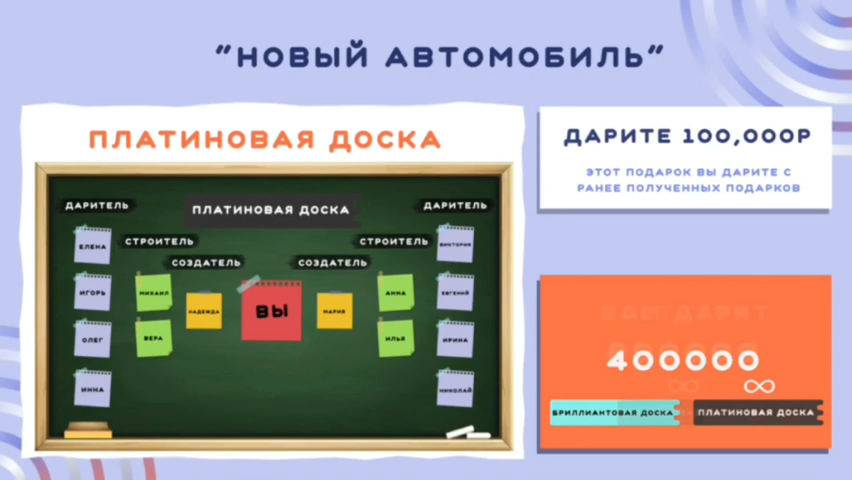 "НОВЫЙ АВТОМОБИЛЬ"
ПЛАТИНОВАЯ ДОСКА
ДАРИТЕЛЬ
ПЛАТИНОВАЯ ДОСКА
ДАРИТЕЛЬ
ЕЛЕНА
СТРОИТЕЛЬ
СТРОИТЕЛЬ
ВИКТОРИЯ
СОЗДАТЕЛЬ
СОЗДАТЕЛЬ
ИГОРЬ
МИХАИЛ
НАДЕЖДА
ВЫ
МАРИЯ
АННА
ЕВГЕНИЙ
ОЛЕГ
ВЕРА
ИЛЬЯ
ИРИНА
ИННА
НИКОЛАЙ
ДАРИТЕ 100,000Р
ЭТОТ ПОДАРОК ВЫ ДАРИТЕ С
РАНЕЕ ПОЛУЧЕННЫХ ПОДАРКОВ
400000
∞
БРИЛЛИАНТОВАЯ ДОСКА
ПЛАТИНОВАЯ ДОСКА